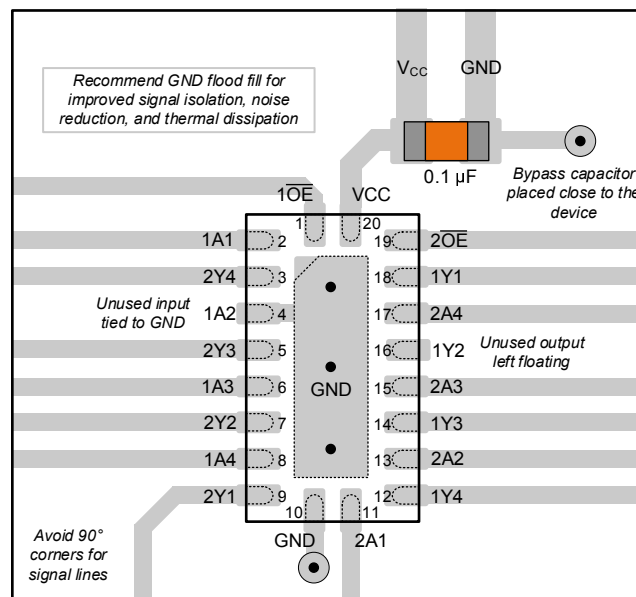 Recommend GND flood fill for
improved signal isolation, noise
reduction, and thermal dissipation
VCC GND
0.1 µF
Bypass capacitor
placed close to the
device
1OE VCC
1 20
1A1 2 19 2OE
2Y4 3 18 1Y1
Unused input
tied to GND
1A2 4 17 2A4
2Y3 5 16 1Y2
Unused output
left floating
GND
1A3 6 15 2A3
2Y2 7 14 1Y3
1A4 8 13 2A2
2Y1 9 12 1Y4
10 11
GND 2A1
Avoid 90°
corners for
signal lines